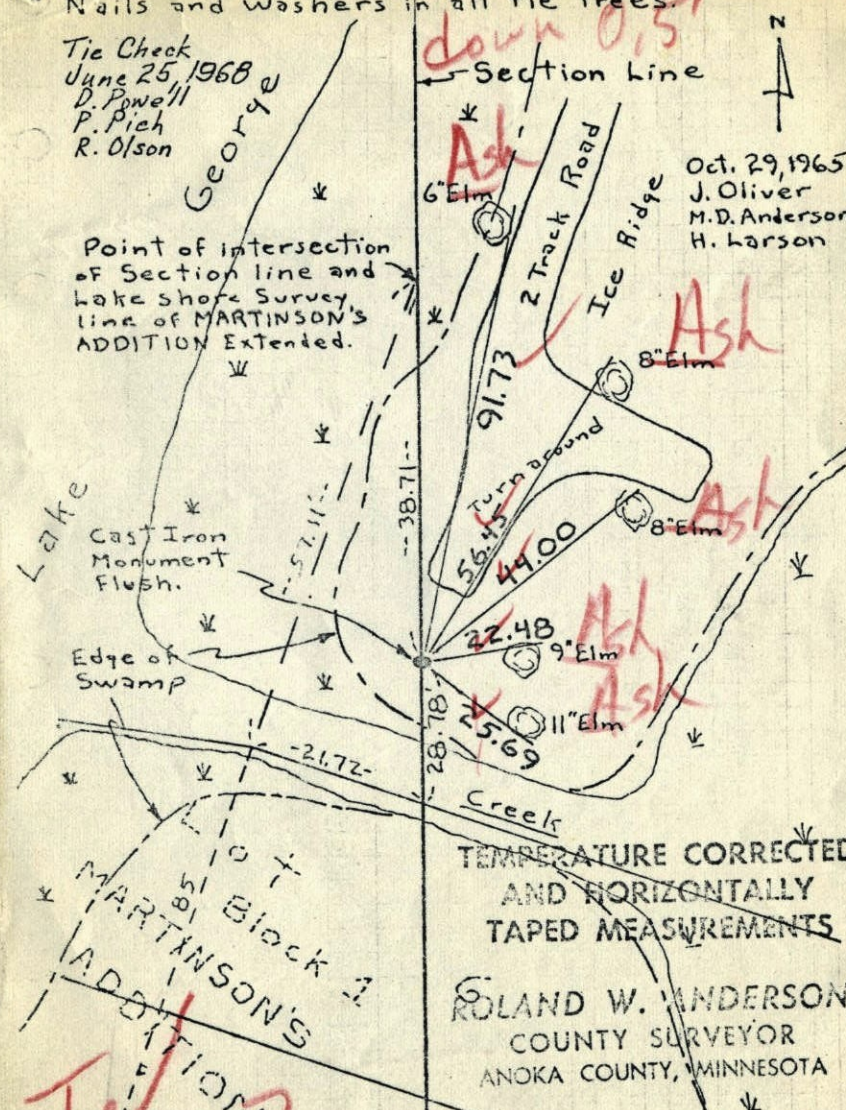 Nails and Washers in all Tie Trees.
down 0,5'
Tie Check
June 25, 1968
D. Powell
P. Pich
R. Olson
Section Line
N
Oct. 29, 1965
J. Oliver
M.D. Anderson
H. Larson
Lake George
Ash
6" Elm
2 Track Road
Ice Ridge
Point of intersection
of Section line and
Lake shore Survey
line of MARTINSON'S
ADDITION Extended.
Ash
8" Elm
91.73
Turnaround
--38.71--
--57.11--
Ash
8" Elm
56.45
44.00
Cast Iron
Monument
Flush.
22.48
Ash
9" Elm
Edge of
Swamp
Ash
11" Elm
25.69
28.78
-21.72-
Creek
85
Lot
Block 1
MARTINSON'S
ADDITION
TEMPERATURE CORRECTED
AND HORIZONTALLY
TAPED MEASUREMENTS
ROLAND W. ANDERSON
COUNTY SURVEYOR
ANOKA COUNTY, MINNESOTA